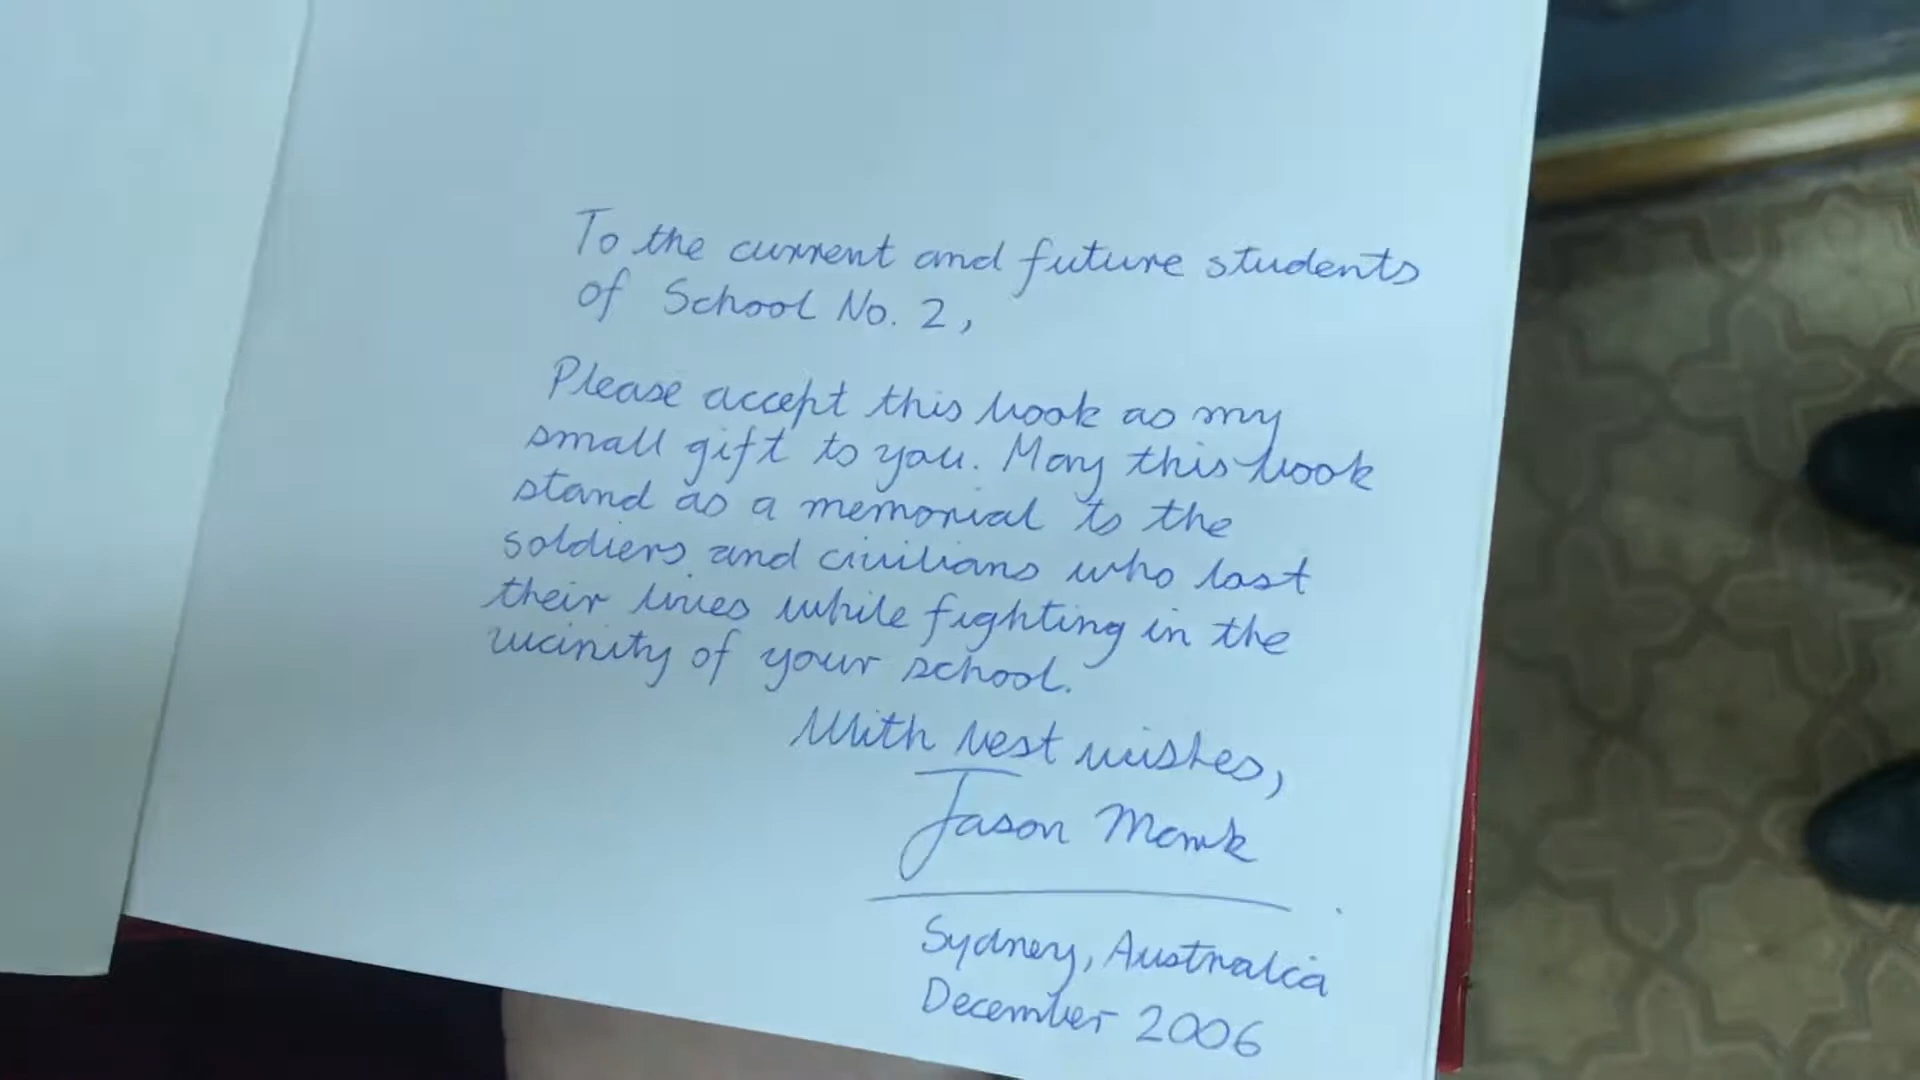 To the current and future students
of School No. 2,
Please accept this book as my
small gift to you. May this book
stand as a memorial to the
soldiers and civilians who lost
their lives while fighting in the
vicinity of your school.
With best wishes,
Jason Mark
Sydney, Australia
December 2006